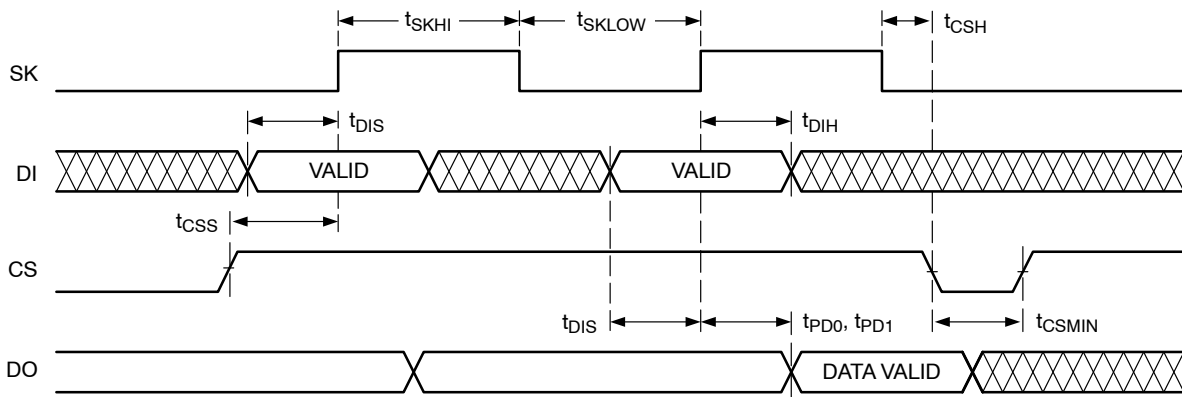 tSKHI
tSKLOW
tCSH
SK
tDIS
tDIH
DI
VALID
VALID
tCSS
CS
tDIS
tPD0, tPD1
tCSMIN
DO
DATA VALID